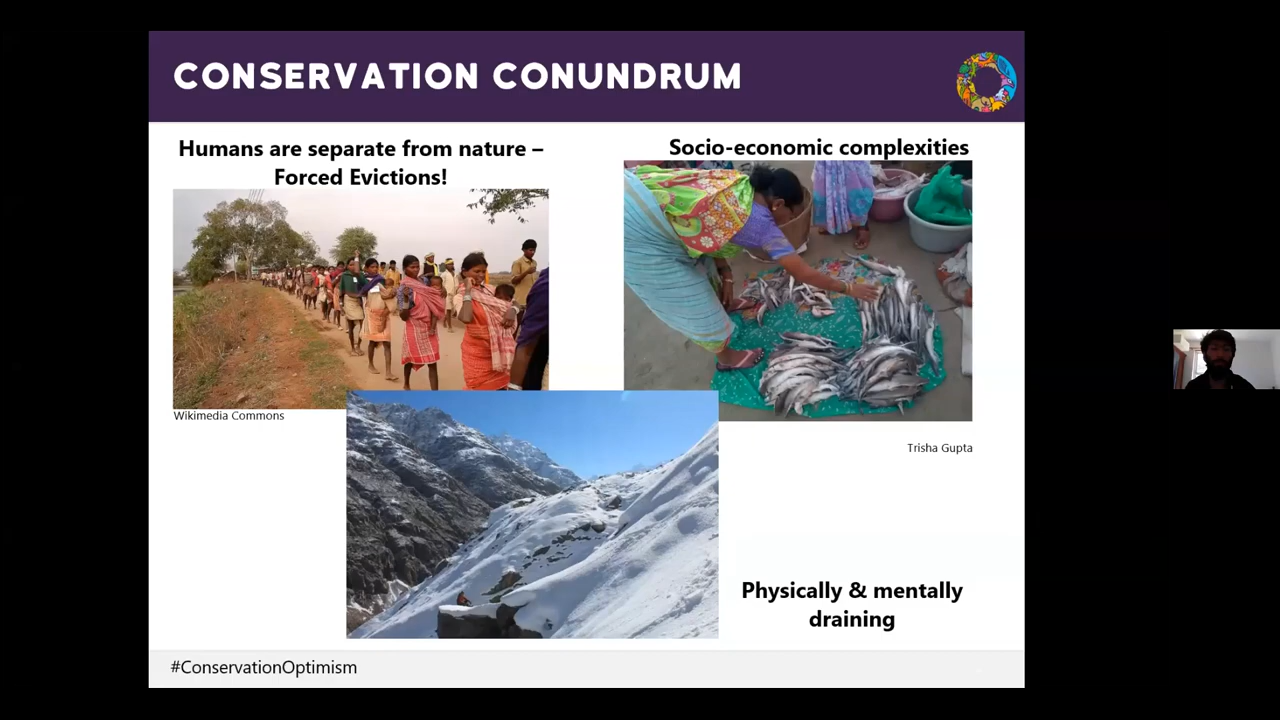 CONSERVATION CONUNDRUM
Humans are separate from nature –
Forced Evictions!
Socio-economic complexities
Wikimedia Commons
Trisha Gupta
Physically & mentally
draining
#ConservationOptimism